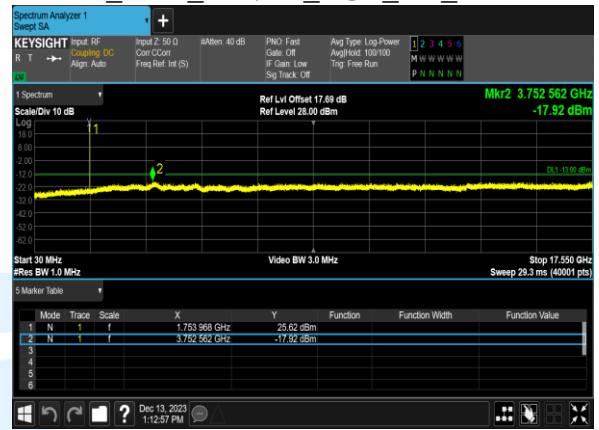 Spectrum Analyzer 1
Swept SA
+
KEYSIGHT Input: RF Input Z: 50 Ω #Atten: 40 dB PNO: Fast Avg Type: Log-Power 1 2 3 4 5 6
R T Coupling: DC Corr CCorr Gate: Off Avg|Hold: 100/100 M W W W W W
Align: Auto Freq Ref: Int (S) IF Gain: Low Trig: Free Run
LV Sig Track: Off P N N N N N
1 Spectrum Ref Lvl Offset 17.69 dB Mkr2 3.752 562 GHz
Scale/Div 10 dB Ref Level 28.00 dBm -17.92 dBm
Log
1
18.0
8.00
-2.00
-12.0 2 DL1 -13.00 dBm
-22.0
-32.0
-42.0
-52.0
-62.0
Start 30 MHz Video BW 3.0 MHz Stop 17.550 GHz
#Res BW 1.0 MHz Sweep 29.3 ms (40001 pts)
5 Marker Table
Mode Trace Scale X Y Function Function Width Function Value
1 N 1 f 1.753 968 GHz 25.62 dBm
2 N 1 f 3.752 562 GHz -17.92 dBm
3
4
5
6
? Dec 13, 2023
1:12:57 PM